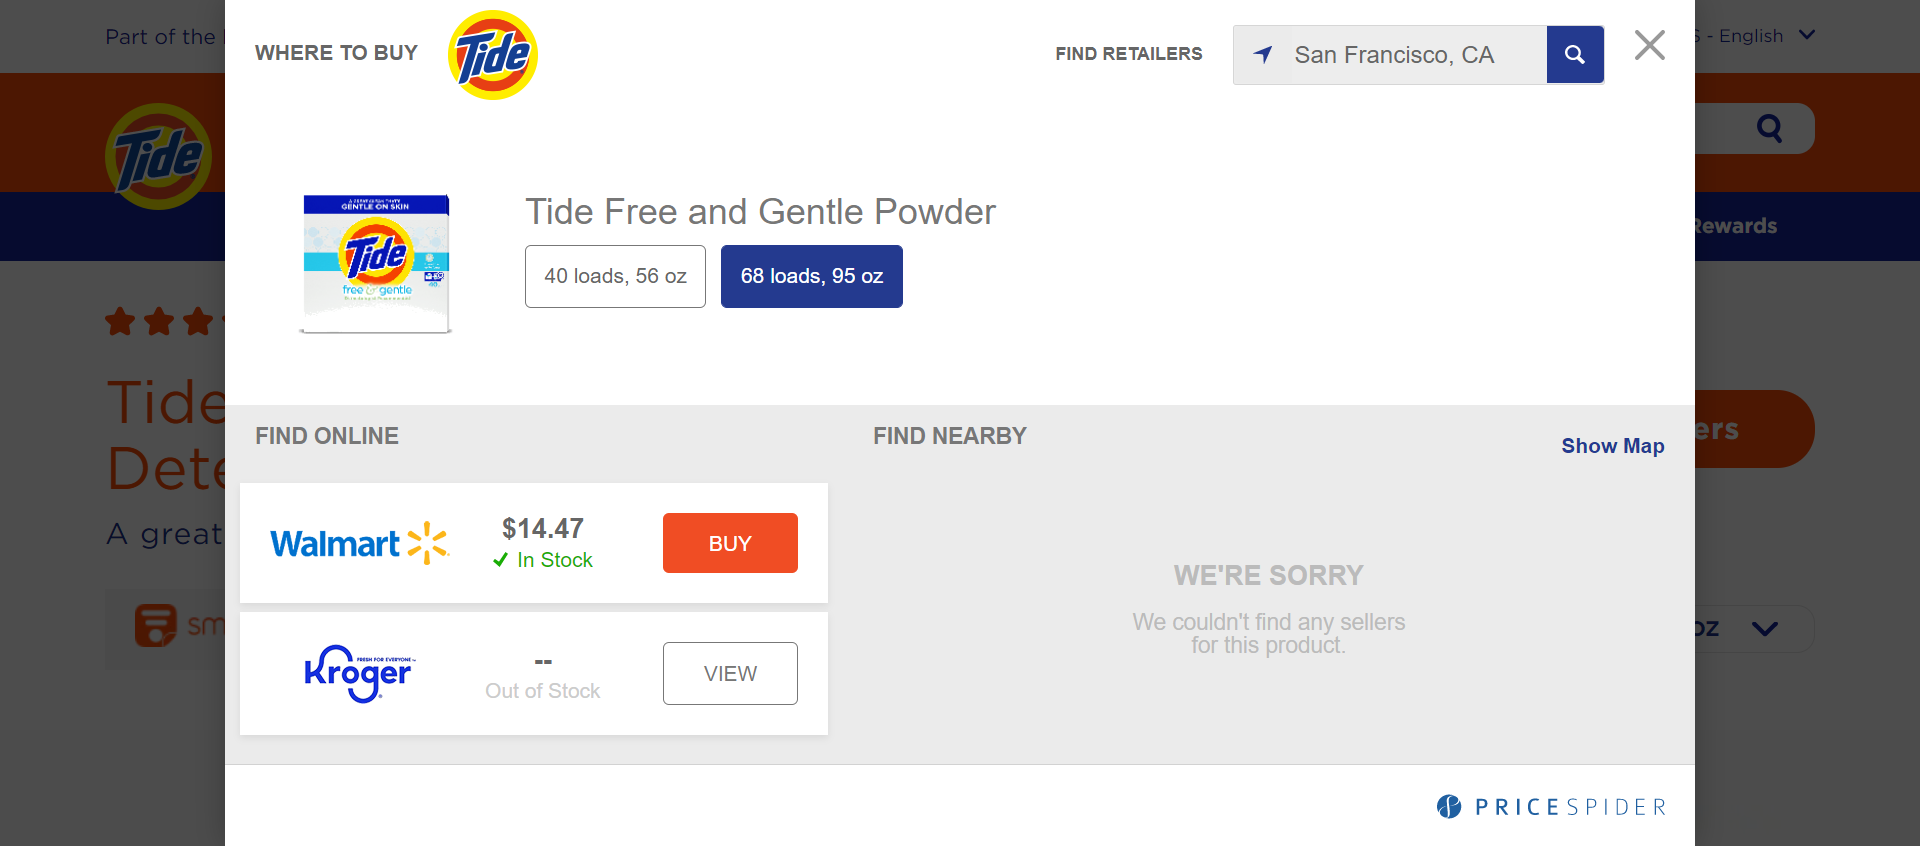 Part of the
WHERE TO BUY
Tide
FIND RETAILERS
San Francisco, CA
S - English
Tide
Rewards
GENTLE ON SKIN
Tide
free & gentle
Tide Free and Gentle Powder
40 loads, 56 oz
68 loads, 95 oz
Tide
Dete
A great
ers
sm
OZ
FIND ONLINE
FIND NEARBY
Show Map
Walmart
$14.47
In Stock
BUY
Kroger
FRESH FOR EVERYONE
--
Out of Stock
VIEW
WE'RE SORRY
We couldn't find any sellers
for this product.
PRICESPIDER